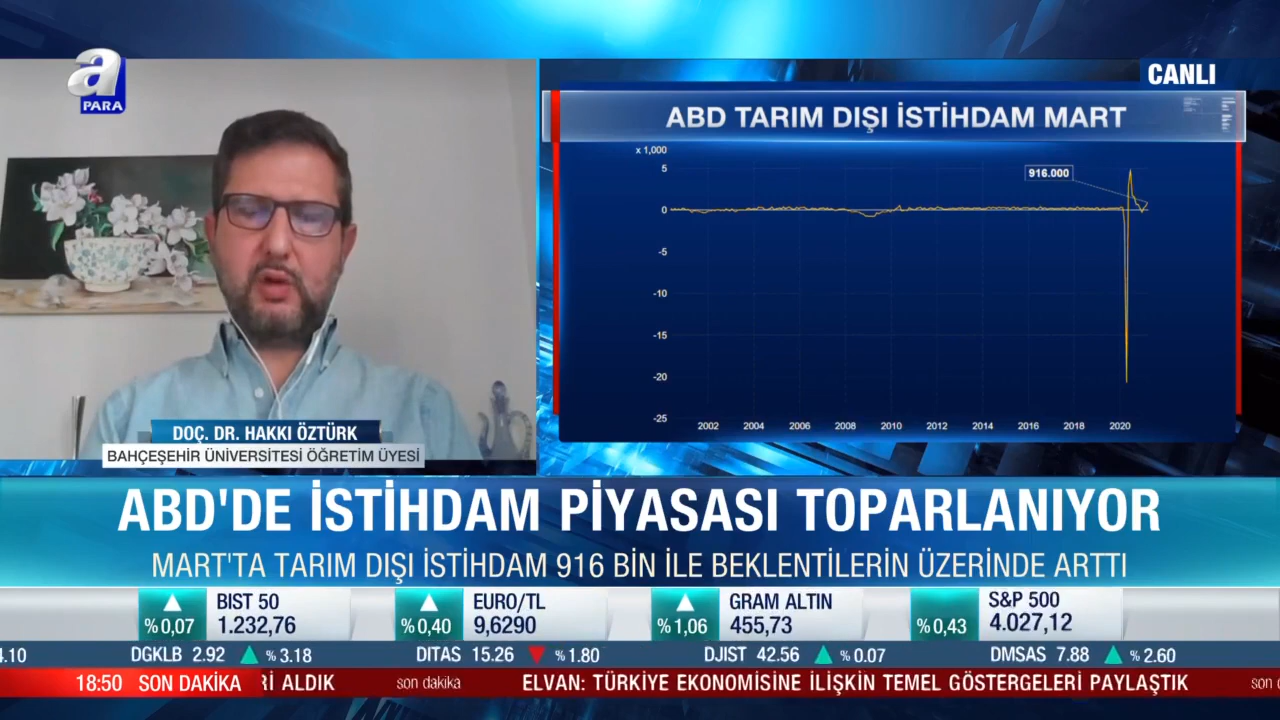 a
PARA
CANLI
ABD TARIM DIŞI İSTİHDAM MART
x 1,000
5
0
-5
-10
-15
-20
-25
916.000
2002 2004 2006 2008 2010 2012 2014 2016 2018 2020
DOÇ. DR. HAKKI ÖZTÜRK
BAHÇEŞEHİR ÜNİVERSİTESİ ÖĞRETİM ÜYESİ
ABD'DE İSTİHDAM PİYASASI TOPARLANIYOR
MART'TA TARIM DIŞI İSTİHDAM 916 BİN İLE BEKLENTİLERİN ÜZERİNDE ARTTI
% 0,07 BIST 50 1.232,76
% 0,40 EURO/TL 9,6290
% 1,06 GRAM ALTIN 455,73
% 0,43 S&P 500 4.027,12
4.10 DGKLB 2.92 % 3.18 DITAS 15.26 % 1.80 DJIST 42.56 % 0.07 DMSAS 7.88 % 2.60
18:50 SON DAKİKA Rİ ALDIK son dakika ELVAN: TÜRKİYE EKONOMİSİNE İLİŞKİN TEMEL GÖSTERGELERİ PAYLAŞTIK son